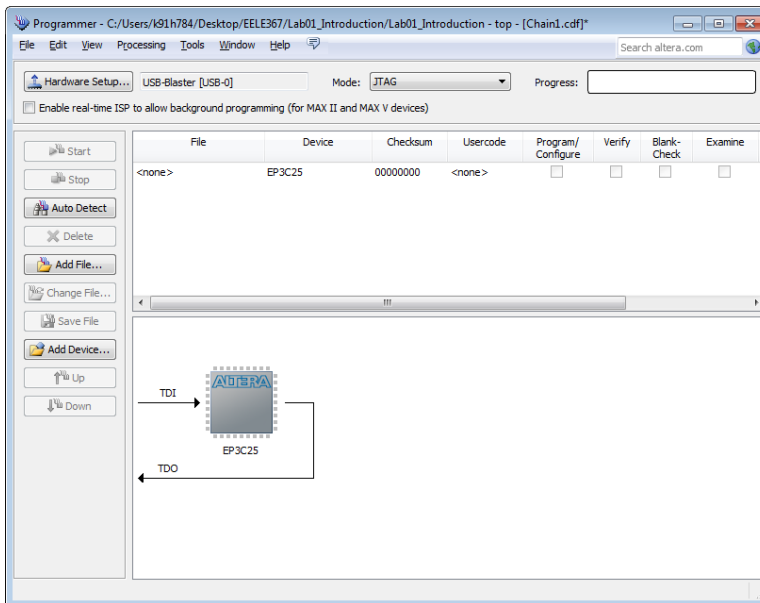 Programmer - C:/Users/k91h784/Desktop/EELE367/Lab01_Introduction/Lab01_Introduction - top - [Chain1.cdf]*
File Edit View Processing Tools Window Help
Search altera.com
Hardware Setup... USB-Blaster [USB-0] Mode: JTAG Progress:
Enable real-time ISP to allow background programming (for MAX II and MAX V devices)
Start
Stop
Auto Detect
Delete
Add File...
Change File...
Save File
Add Device...
Up
Down
File Device Checksum Usercode Program/ Configure Verify Blank- Check Examine
<none> EP3C25 00000000 <none>
ALTERA
TDI
EP3C25
TDO